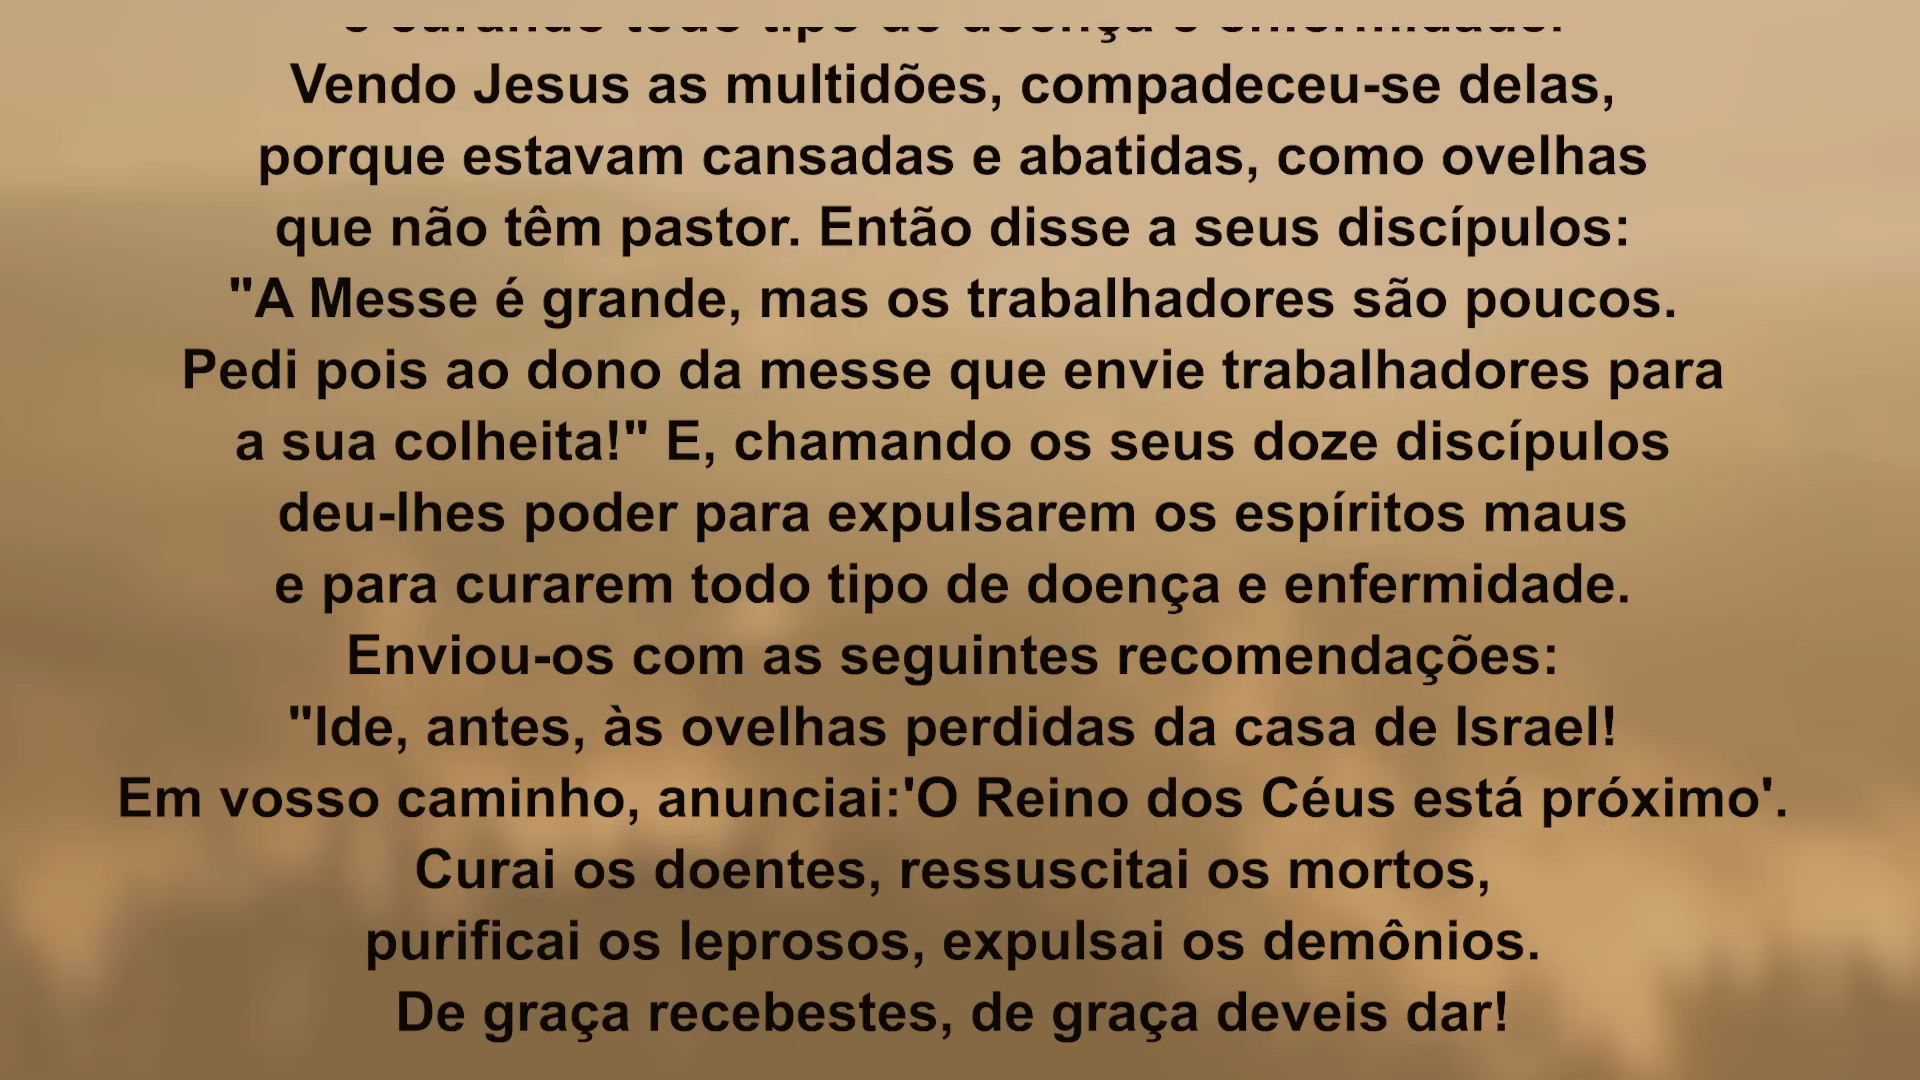 e curando todo tipo de doença e enfermidade.
Vendo Jesus as multidões, compadeceu-se delas,
porque estavam cansadas e abatidas, como ovelhas
que não têm pastor. Então disse a seus discípulos:
"A Messe é grande, mas os trabalhadores são poucos.
Pedi pois ao dono da messe que envie trabalhadores para
a sua colheita!" E, chamando os seus doze discípulos
deu-lhes poder para expulsarem os espíritos maus
e para curarem todo tipo de doença e enfermidade.
Enviou-os com as seguintes recomendações:
"Ide, antes, às ovelhas perdidas da casa de Israel!
Em vosso caminho, anunciai:'O Reino dos Céus está próximo'.
Curai os doentes, ressuscitai os mortos,
purificai os leprosos, expulsai os demônios.
De graça recebestes, de graça deveis dar!